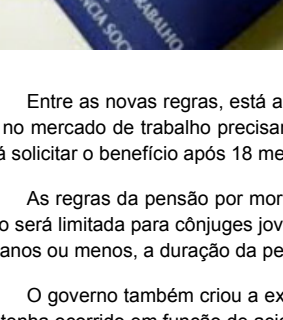 TRABALHO
Entre as novas regras, está a
no mercado de trabalho precisar
solicitar o benefício após 18 me
As regras da pensão por mor
o será limitada para cônjuges jov
anos ou menos, a duração da pe
O governo também criou a ex